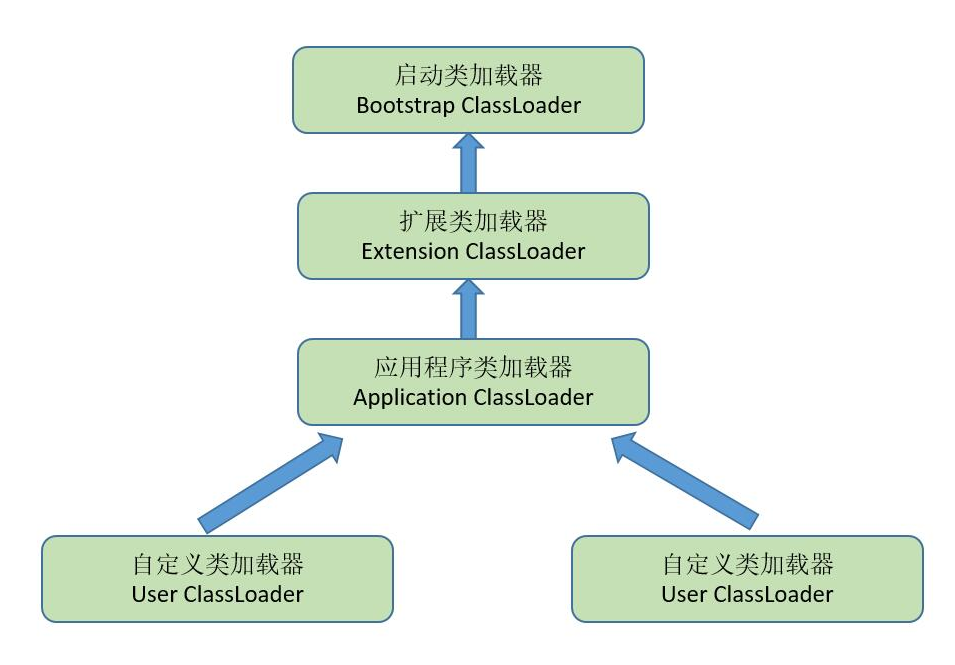 启动类加载器
Bootstrap ClassLoader
扩展类加载器
Extension ClassLoader
应用程序类加载器
Application ClassLoader
自定义类加载器
User ClassLoader
自定义类加载器
User ClassLoader